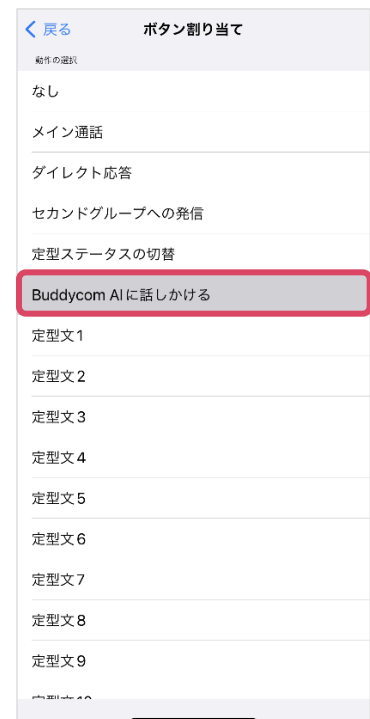 戻る ボタン割り当て
動作の選択
なし
メイン通話
ダイレクト応答
セカンドグループへの発信
定型ステータスの切替
Buddycom AIに話しかける
定型文1
定型文2
定型文3
定型文4
定型文5
定型文6
定型文7
定型文8
定型文9